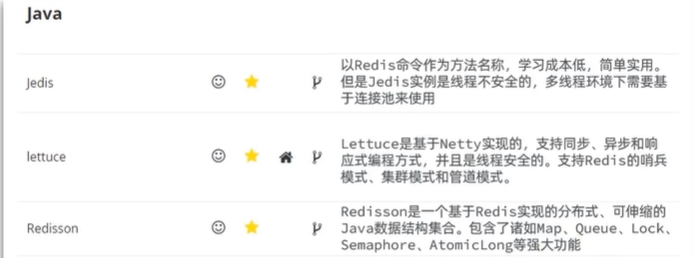 Java
Jedis
以Redis命令作为方法名称，学习成本低，简单实用。
但是Jedis实例是线程不安全的，多线程环境下需要基
于连接池来使用
lettuce
Lettuce是基于Netty实现的，支持同步、异步和响
应式编程方式，并且是线程安全的。支持Redis的哨兵
模式、集群模式和管道模式。
Redisson
Redisson是一个基于Redis实现的分布式、可伸缩的
Java数据结构集合。包含了诸如Map、Queue、Lock、
Semaphore、AtomicLong等强大功能